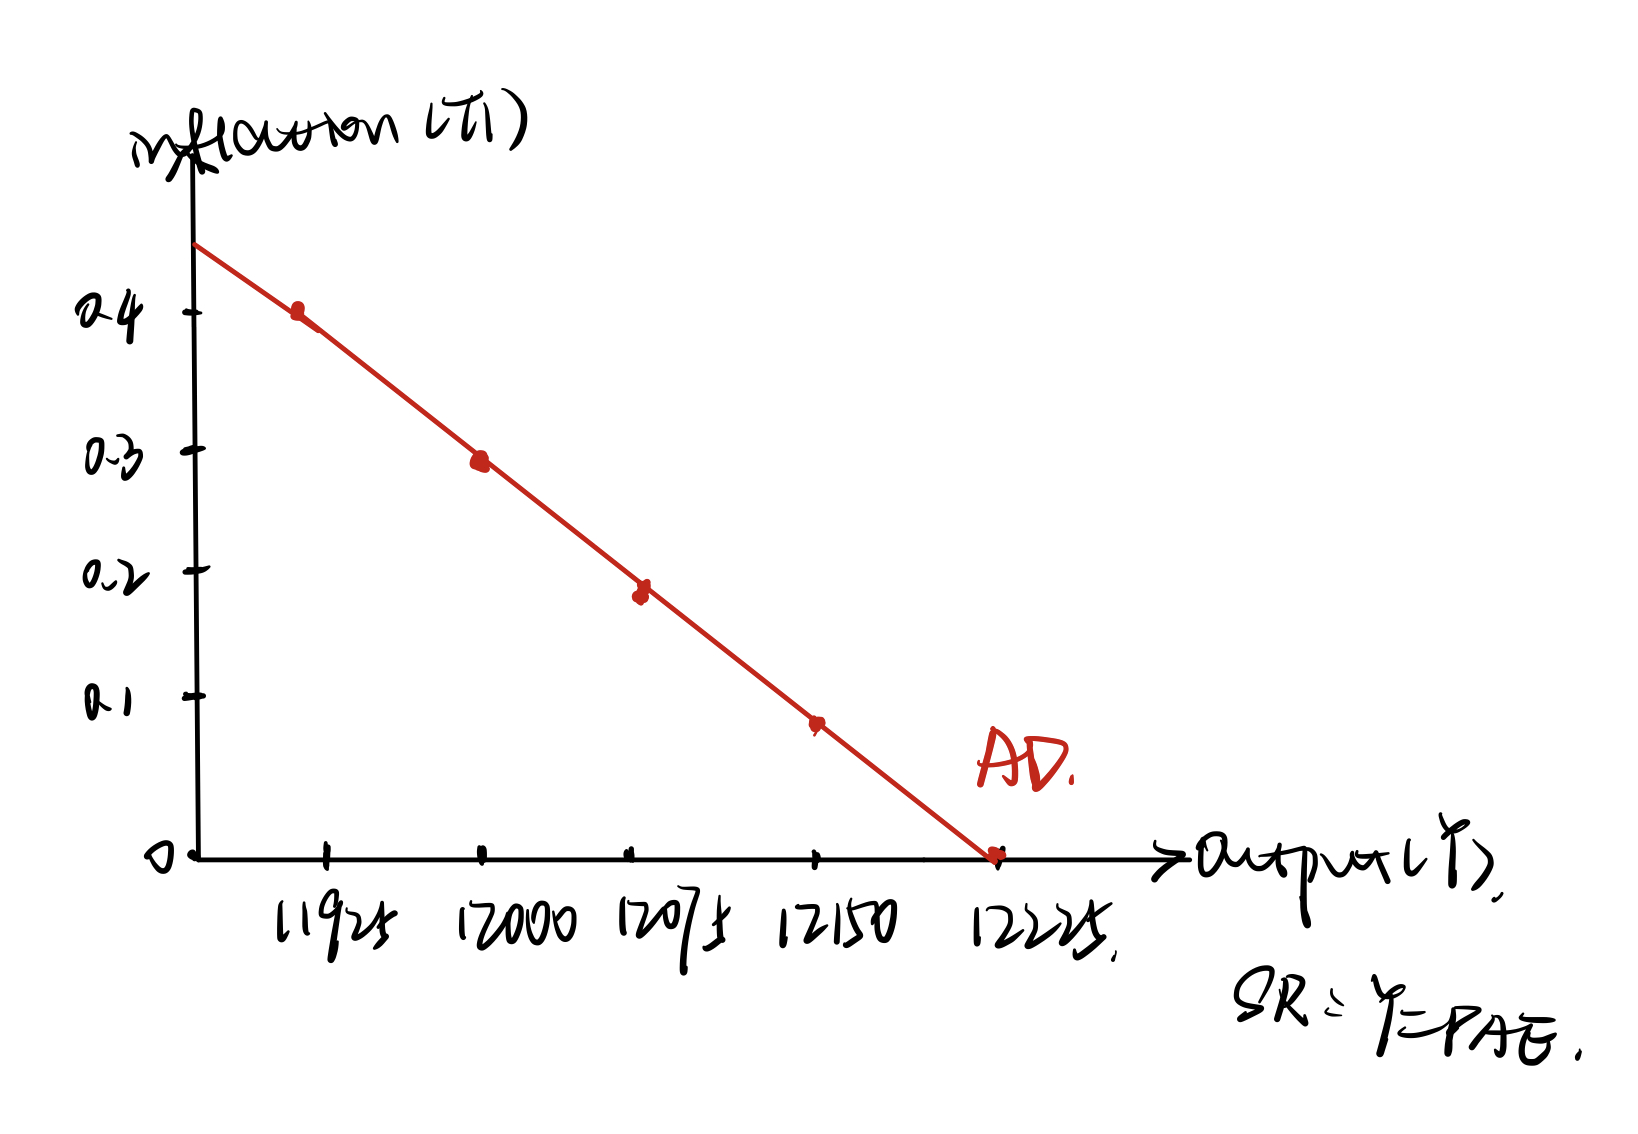 inflation (π)
0.4
0.3
0.2
0.1
0
AD.
Output (Y).
11925 12000 12075 12150 12225.
SR: Y=PAE.